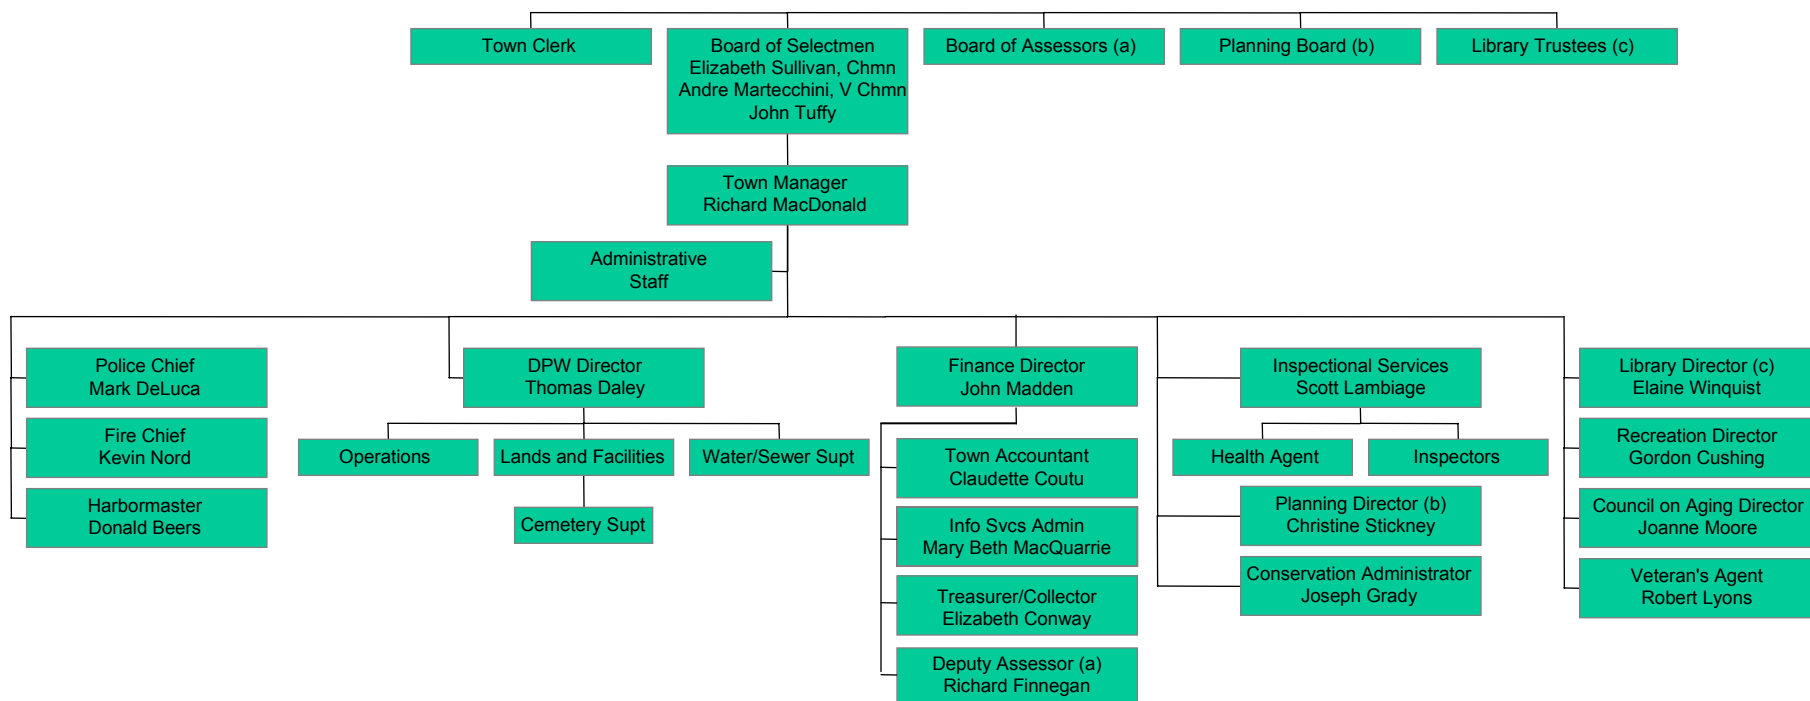 Town Clerk
Board of Selectmen
Elizabeth Sullivan, Chmn
Andre Martecchini, V Chmn
John Tuffy
Board of Assessors (a)
Planning Board (b)
Library Trustees (c)
Town Manager
Richard MacDonald
Administrative
Staff
Police Chief
Mark DeLuca
Fire Chief
Kevin Nord
Harbormaster
Donald Beers
DPW Director
Thomas Daley
Operations
Lands and Facilities
Water/Sewer Supt
Cemetery Supt
Finance Director
John Madden
Town Accountant
Claudette Coutu
Info Svcs Admin
Mary Beth MacQuarrie
Treasurer/Collector
Elizabeth Conway
Deputy Assessor (a)
Richard Finnegan
Inspectional Services
Scott Lambiage
Health Agent
Inspectors
Planning Director (b)
Christine Stickney
Conservation Administrator
Joseph Grady
Library Director (c)
Elaine Winquist
Recreation Director
Gordon Cushing
Council on Aging Director
Joanne Moore
Veteran's Agent
Robert Lyons